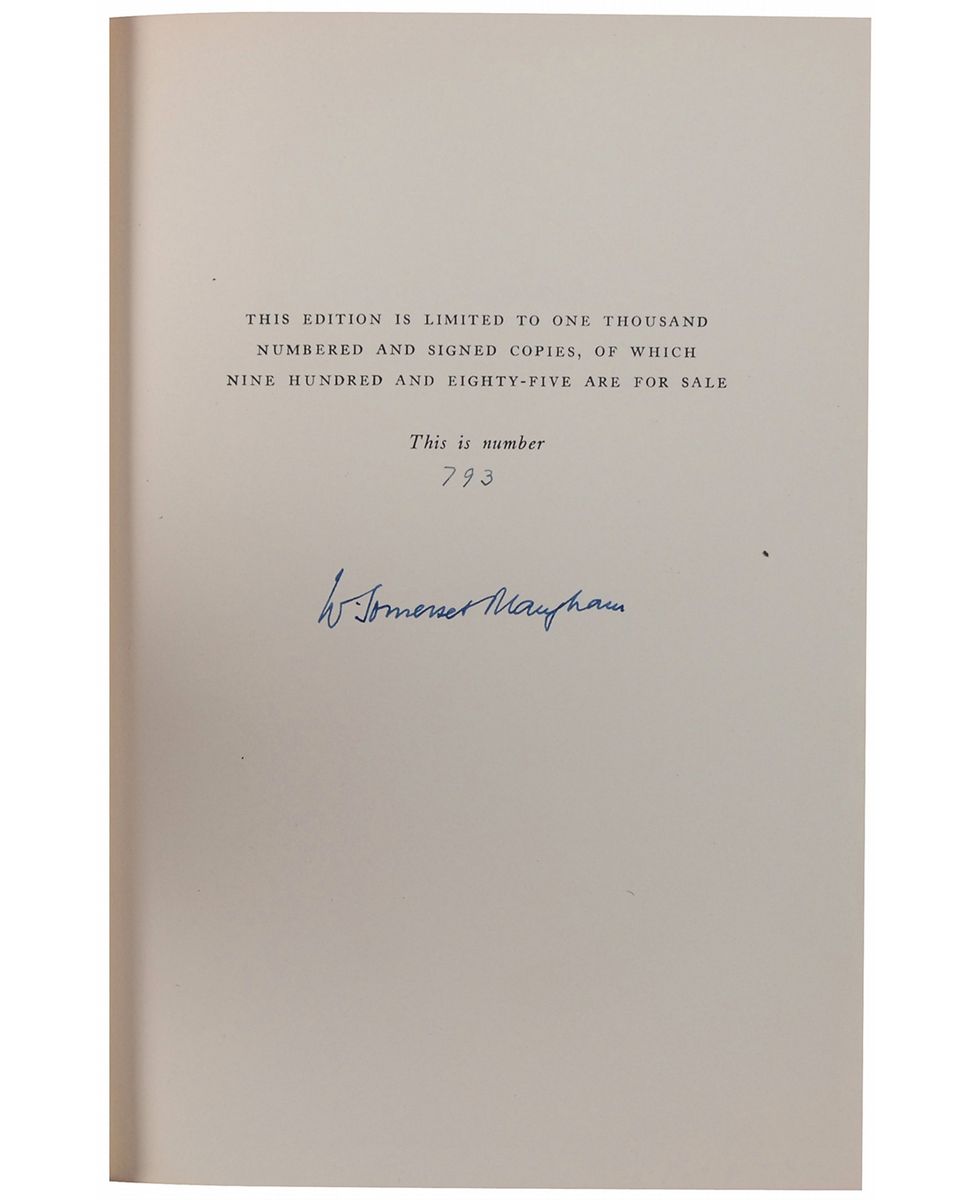 THIS EDITION IS LIMITED TO ONE THOUSAND
NUMBERED AND SIGNED COPIES, OF WHICH
NINE HUNDRED AND EIGHTY-FIVE ARE FOR SALE
This is number
793
W. Somerset Maugham